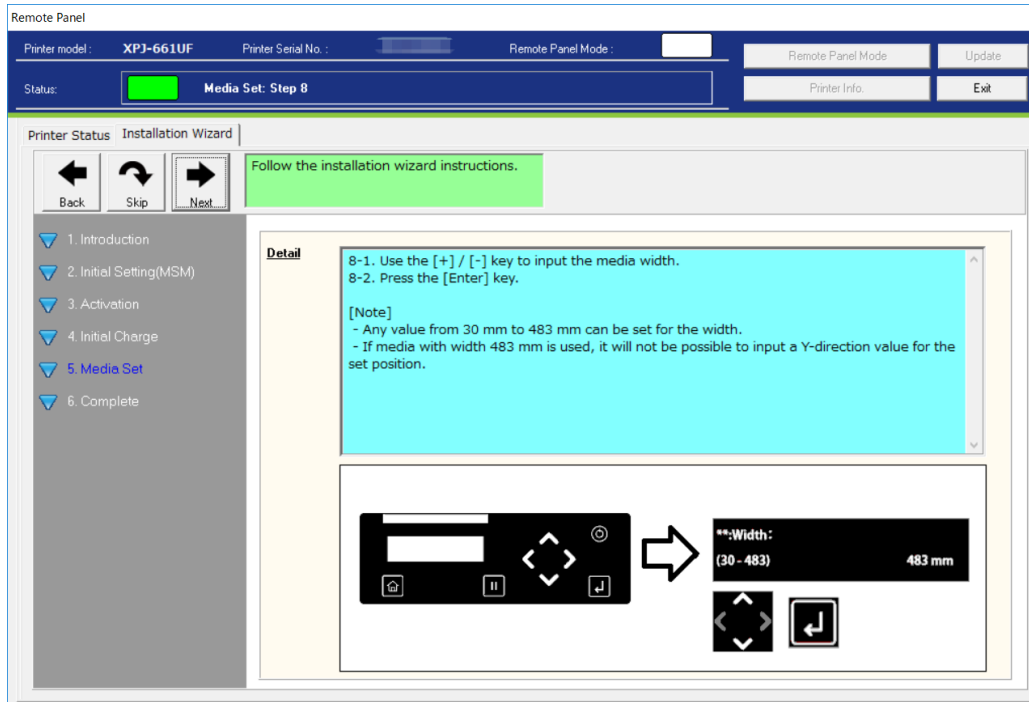 Remote Panel
Printer model : XPJ-661UF Printer Serial No. : Remote Panel Mode :
Remote Panel Mode Update
Status: Media Set: Step 8
Printer Info. Exit
Printer Status Installation Wizard
Back Skip Next
Follow the installation wizard instructions.
1. Introduction
2. Initial Setting(MSM)
3. Activation
4. Initial Charge
5. Media Set
6. Complete
Detail
8-1. Use the [+] / [-] key to input the media width.
8-2. Press the [Enter] key.
[Note]
- Any value from 30 mm to 483 mm can be set for the width.
- If media with width 483 mm is used, it will not be possible to input a Y-direction value for the
set position.
**:Width:
(30 - 483) 483 mm